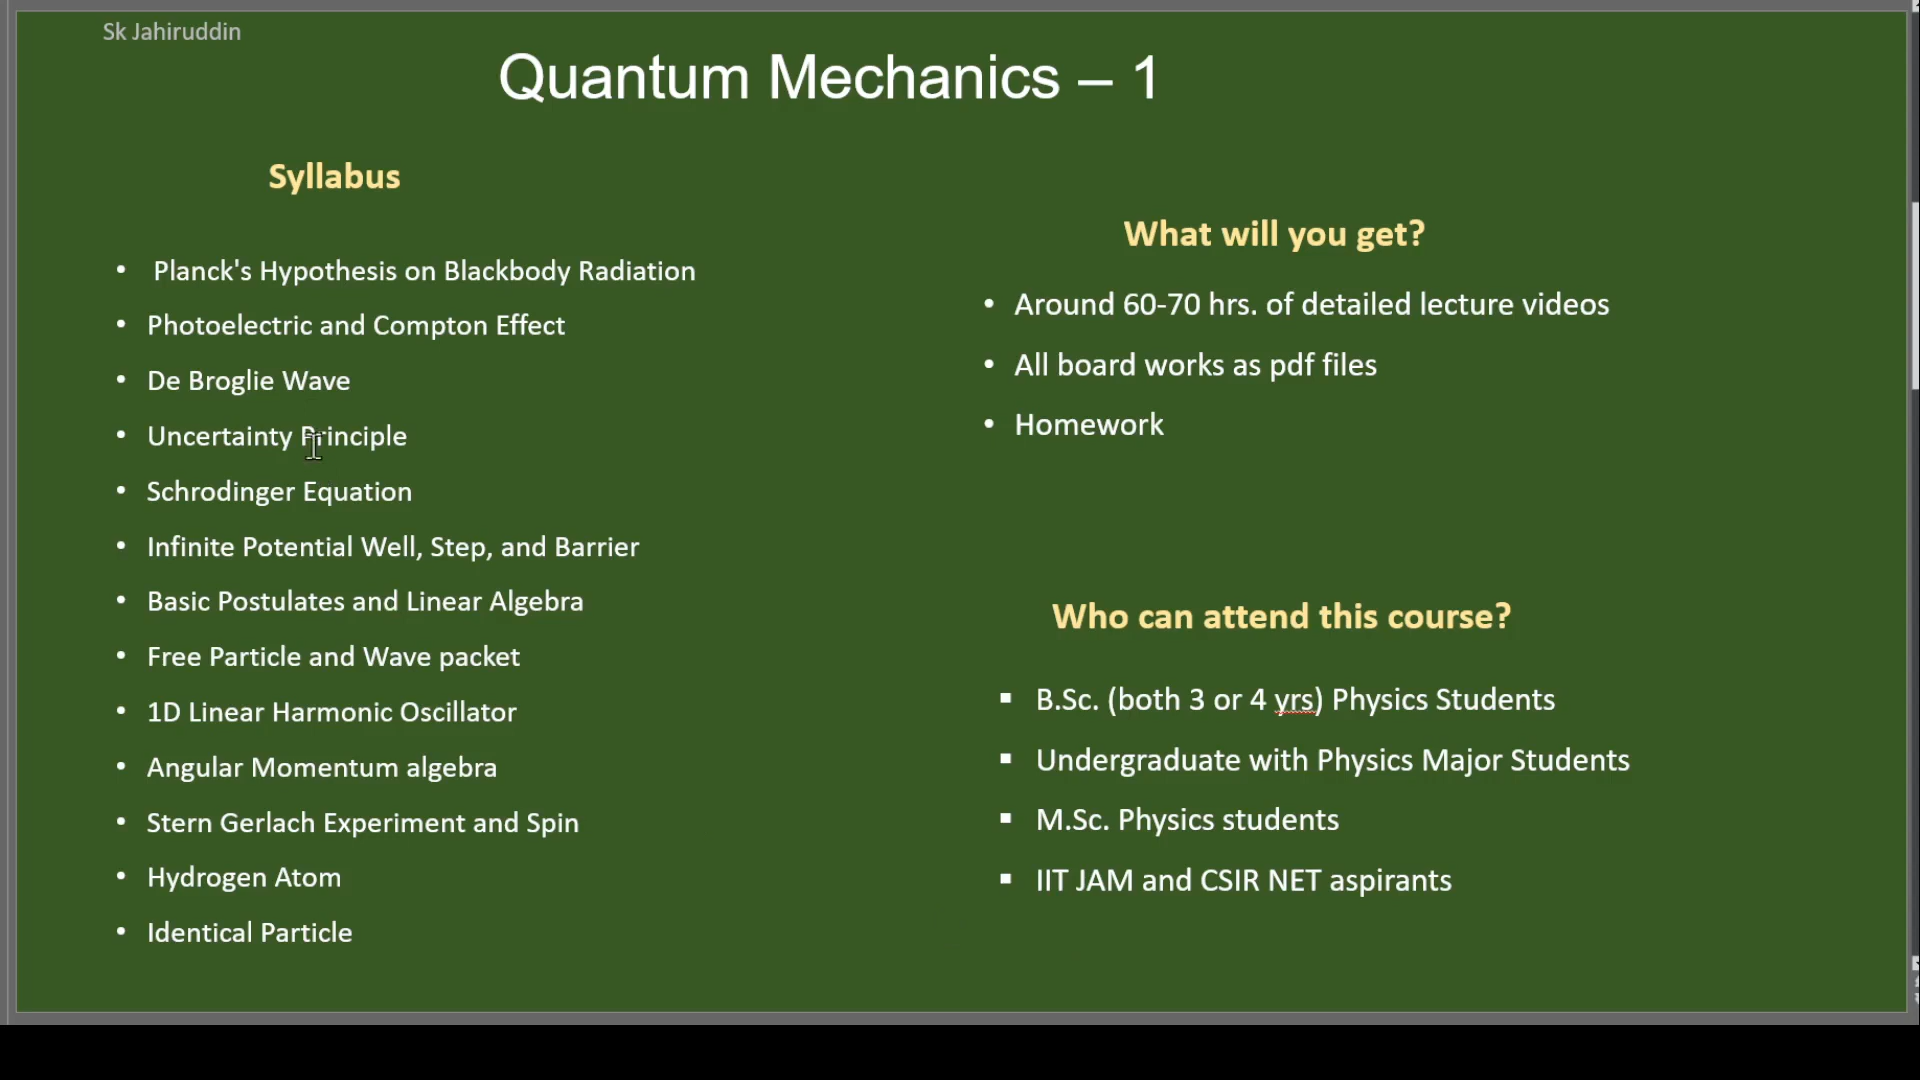 Sk Jahiruddin
Quantum Mechanics – 1
Syllabus
• Planck's Hypothesis on Blackbody Radiation
• Photoelectric and Compton Effect
• De Broglie Wave
• Uncertainty Principle
• Schrodinger Equation
• Infinite Potential Well, Step, and Barrier
• Basic Postulates and Linear Algebra
• Free Particle and Wave packet
• 1D Linear Harmonic Oscillator
• Angular Momentum algebra
• Stern Gerlach Experiment and Spin
• Hydrogen Atom
• Identical Particle
What will you get?
• Around 60-70 hrs. of detailed lecture videos
• All board works as pdf files
• Homework
Who can attend this course?
▪ B.Sc. (both 3 or 4 yrs) Physics Students
▪ Undergraduate with Physics Major Students
▪ M.Sc. Physics students
▪ IIT JAM and CSIR NET aspirants